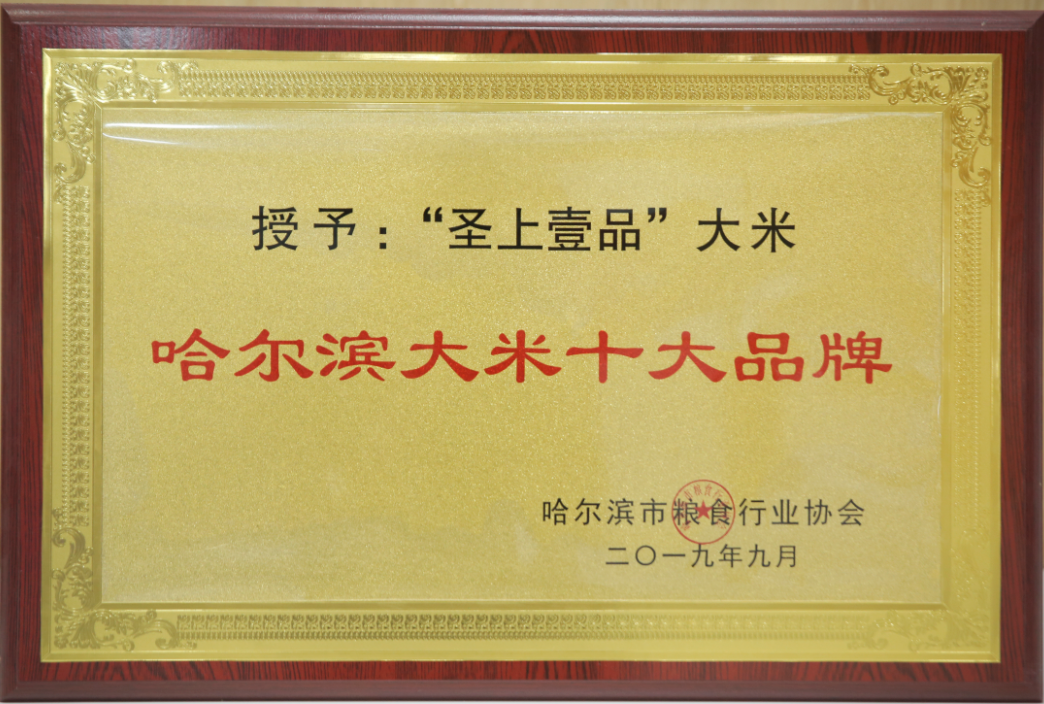 授予：“圣上壹品”大米
哈尔滨大米十大品牌
哈尔滨市粮食行业协会
二〇一九年九月